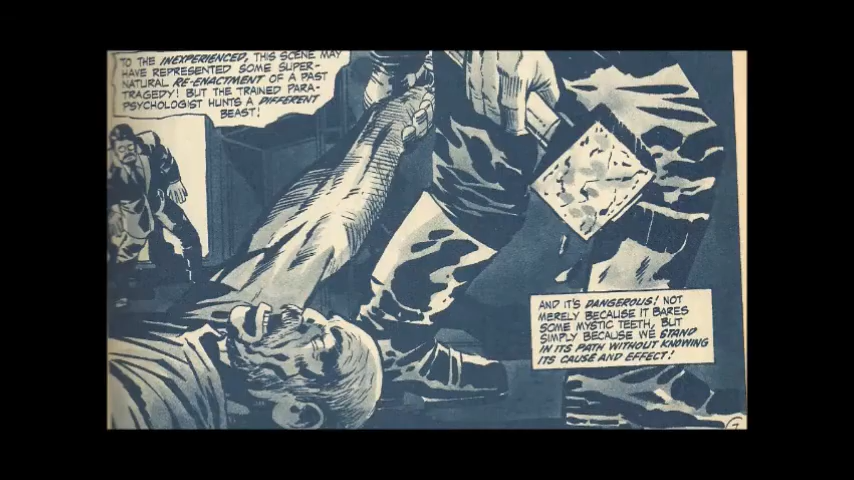 TO THE INEXPERIENCED, THIS SCENE MAY
HAVE REPRESENTED SOME SUPER-
NATURAL RE-ENACTMENT OF A PAST
TRAGEDY! BUT THE TRAINED PARA-
PSYCHOLOGIST HUNTS A DIFFERENT
BEAST!
AND IT'S DANGEROUS! NOT
MERELY BECAUSE IT BARES
SOME MYSTIC TEETH, BUT
SIMPLY BECAUSE WE STAND
IN ITS PATH WITHOUT KNOWING
ITS CAUSE AND EFFECT!
7